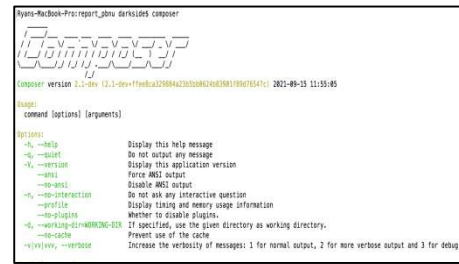 Ryans-MacBook-Pro:report_pbnu darkside$ composer
Composer
Composer version 2.1-dev (2.1-dev+ffee8ca329884a23b3bb0624b83901f89d76547c) 2021-09-15 11:55:05
Usage:
command [options] [arguments]
Options:
-h, --help Display this help message
-q, --quiet Do not output any message
-V, --version Display this application version
--ansi Force ANSI output
--no-ansi Disable ANSI output
-n, --no-interaction Do not ask any interactive question
--profile Display timing and memory usage information
--no-plugins Whether to disable plugins.
-d, --working-dir=WORKING-DIR If specified, use the given directory as working directory.
--no-cache Prevent use of the cache
-v|vv|vvv, --verbose Increase the verbosity of messages: 1 for normal output, 2 for more verbose output and 3 for debug